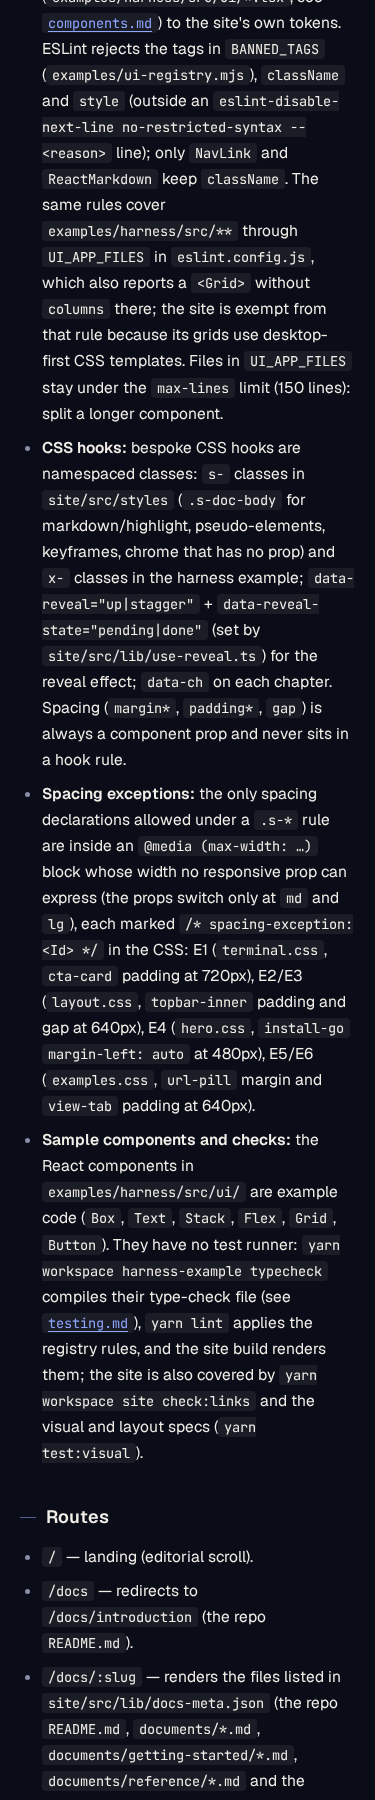 components.md ) to the site's own tokens.
ESLint rejects the tags in BANNED_TAGS
( examples/ui-registry.mjs ), className
and style (outside an eslint-disable-
next-line no-restricted-syntax --
<reason> line); only NavLink and
ReactMarkdown keep className . The
same rules cover
examples/harness/src/** through
UI_APP_FILES in eslint.config.js ,
which also reports a <Grid> without
columns there; the site is exempt from
that rule because its grids use desktop-
first CSS templates. Files in UI_APP_FILES
stay under the max-lines limit (150 lines):
split a longer component.
• CSS hooks: bespoke CSS hooks are
namespaced classes: s- classes in
site/src/styles ( .s-doc-body for
markdown/highlight, pseudo-elements,
keyframes, chrome that has no prop) and
x- classes in the harness example; data-
reveal="up|stagger" + data-reveal-
state="pending|done" (set by
site/src/lib/use-reveal.ts ) for the
reveal effect; data-ch on each chapter.
Spacing ( margin* , padding* , gap ) is
always a component prop and never sits in
a hook rule.
• Spacing exceptions: the only spacing
declarations allowed under a .s-* rule
are inside an @media (max-width: …)
block whose width no responsive prop can
express (the props switch only at md and
lg ), each marked /* spacing-exception:
<Id> */ in the CSS: E1 ( terminal.css ,
cta-card padding at 720px), E2/E3
( layout.css , topbar-inner padding and
gap at 640px), E4 ( hero.css , install-go
margin-left: auto at 480px), E5/E6
( examples.css , url-pill margin and
view-tab padding at 640px).
• Sample components and checks: the
React components in
examples/harness/src/ui/ are example
code ( Box , Text , Stack , Flex , Grid ,
Button ). They have no test runner: yarn
workspace harness-example typecheck
compiles their type-check file (see
testing.md ), yarn lint applies the
registry rules, and the site build renders
them; the site is also covered by yarn
workspace site check:links and the
visual and layout specs ( yarn
test:visual ).
— Routes
• / — landing (editorial scroll).
• /docs — redirects to
/docs/introduction (the repo
README.md ).
• /docs/:slug — renders the files listed in
site/src/lib/docs-meta.json (the repo
README.md , documents/*.md ,
documents/getting-started/*.md ,
documents/reference/*.md and the